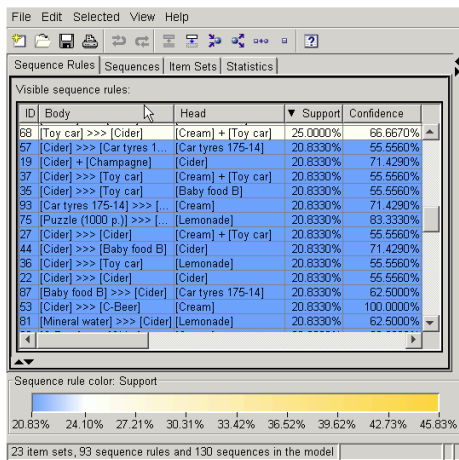 File Edit Selected View Help
Sequence Rules Sequences Item Sets Statistics
Visible sequence rules:
ID Body Head ▼ Support Confidence
68 [Toy car] >>> [Cider] [Cream] + [Toy car] 25.0000% 66.6670%
57 [Cider] >>> [Car tyres 1... [Car tyres 175-14] 20.8330% 55.5560%
19 [Cider] + [Champagne] [Cider] 20.8330% 71.4290%
37 [Cider] >>> [Toy car] [Cream] + [Toy car] 20.8330% 55.5560%
35 [Cider] >>> [Toy car] [Baby food B] 20.8330% 55.5560%
93 [Car tyres 175-14] >>> [... [Cream] 20.8330% 71.4290%
75 [Puzzle (1000 p.)] >>> [... [Lemonade] 20.8330% 83.3330%
27 [Cider] >>> [Cider] [Cream] + [Toy car] 20.8330% 55.5560%
44 [Cider] >>> [Baby food B] [Cider] 20.8330% 71.4290%
36 [Cider] >>> [Toy car] [Lemonade] 20.8330% 55.5560%
22 [Cider] >>> [Cider] [Cider] 20.8330% 55.5560%
87 [Baby food B] >>> [Cider] [Car tyres 175-14] 20.8330% 62.5000%
53 [Cider] >>> [C-Beer] [Cream] 20.8330% 100.0000%
81 [Mineral water] >>> [Cider] [Lemonade] 20.8330% 62.5000%
Sequence rule color: Support
20.83% 24.10% 27.21% 30.31% 33.42% 36.52% 39.62% 42.73% 45.83%
23 item sets, 93 sequence rules and 130 sequences in the model